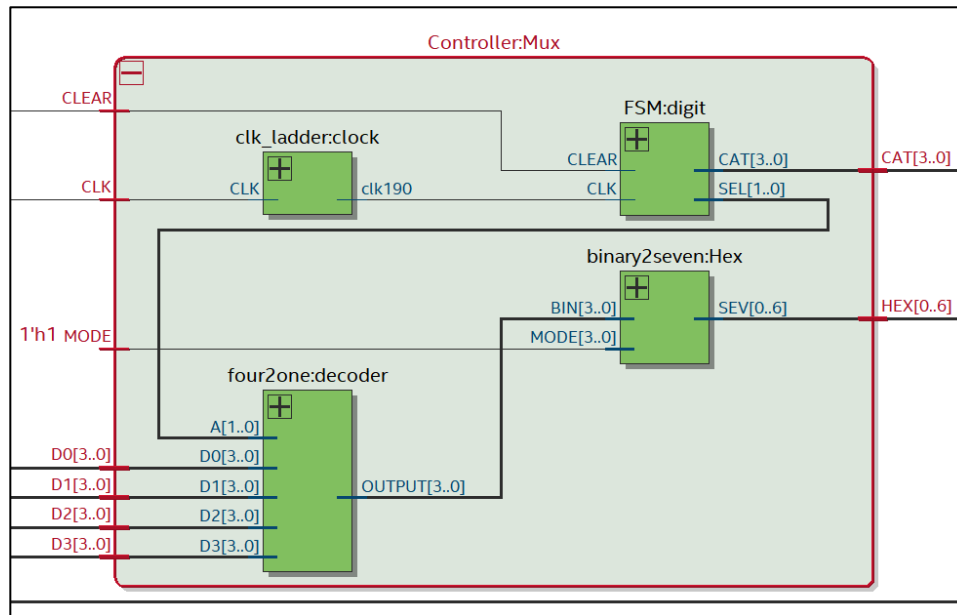 Controller:Mux
CLEAR
FSM:digit
clk_ladder:clock
CLEAR
CAT[3..0]
CAT[3..0]
CLK
CLK
clk190
CLK
SEL[1..0]
binary2seven:Hex
BIN[3..0]
SEV[0..6]
HEX[0..6]
1'h1 MODE
MODE[3..0]
four2one:decoder
A[1..0]
D0[3..0]
D0[3..0]
D1[3..0]
D1[3..0]
OUTPUT[3..0]
D2[3..0]
D2[3..0]
D3[3..0]
D3[3..0]